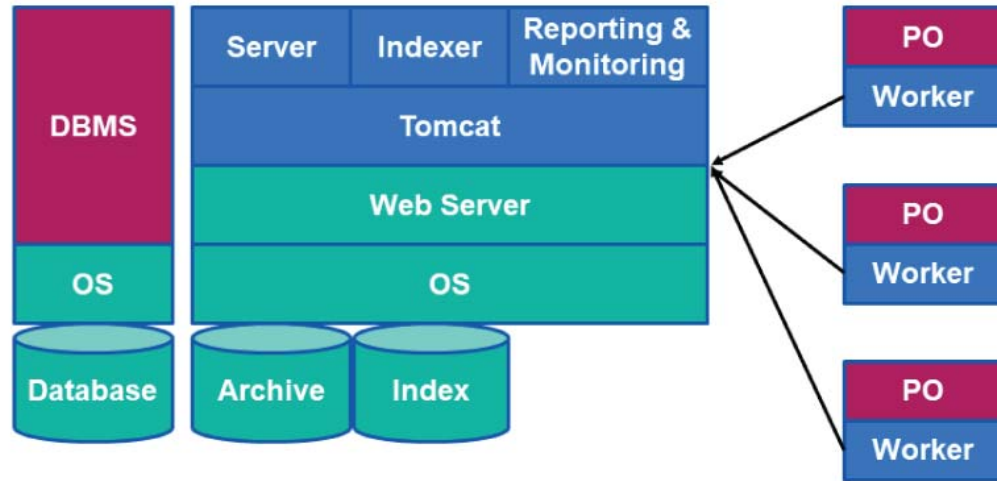 DBMS
OS
Database
Server
Indexer
Reporting &
Monitoring
Tomcat
Web Server
OS
Archive
Index
PO
Worker
PO
Worker
PO
Worker